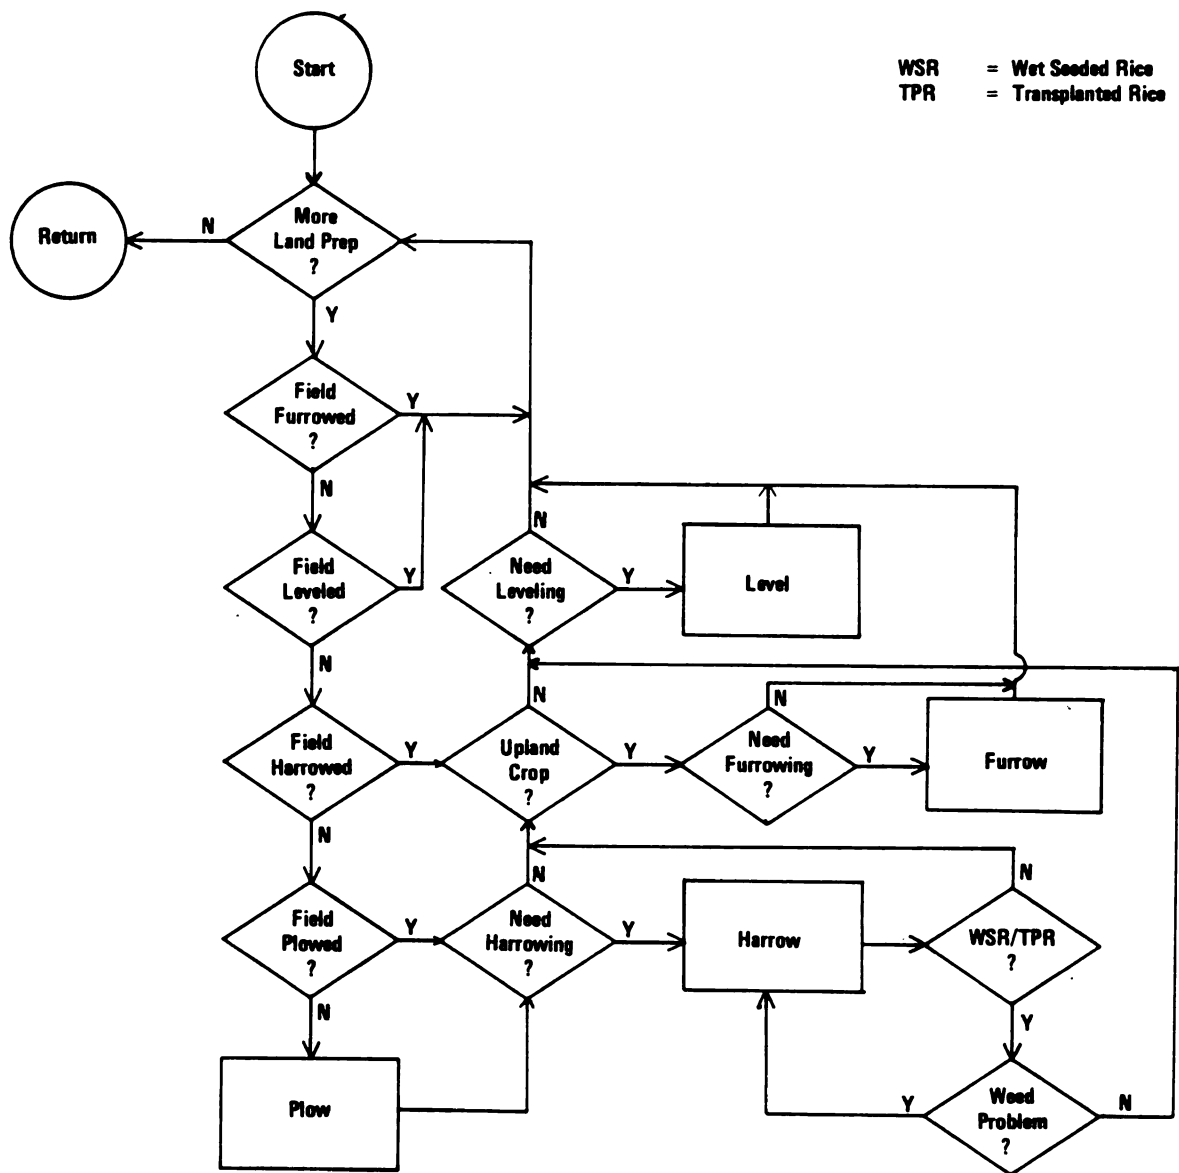 Start
WSR = Wet Seeded Rice
TPR = Transplanted Rice
More
Land Prep
?
N
Return
Y
Field
Furrowed
?
Y
N
Field
Leveled
?
Y
N
Need
Leveling
?
N
Y
Level
Field
Harrowed
?
Y
N
Upland
Crop
?
N
Y
Need
Furrowing
?
N
Y
Furrow
Field
Plowed
?
Y
N
Need
Harrowing
?
N
Y
Harrow
WSR/TPR
?
N
Y
Plow
Weed
Problem
?
Y
N